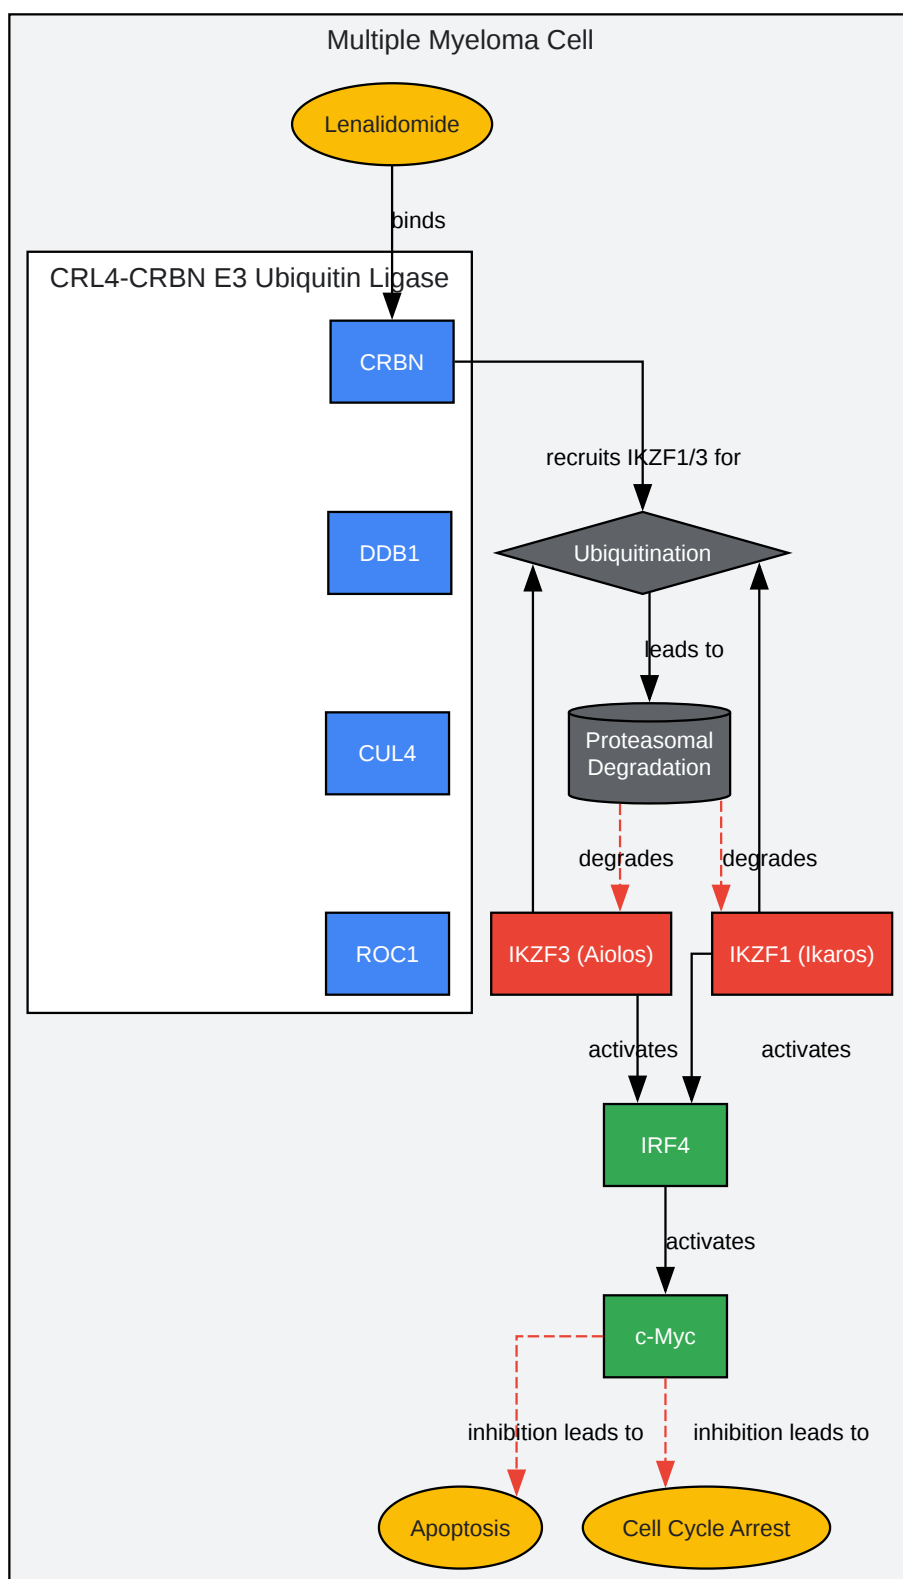 Multiple Myeloma Cell
Lenalidomide
binds
CRL4-CRBN E3 Ubiquitin Ligase
CRBN
recruits IKZF1/3 for
DDB1
Ubiquitination
leads to
CUL4
Proteasomal
Degradation
degrades
degrades
ROC1
IKZF3 (Aiolos)
IKZF1 (Ikaros)
activates
activates
IRF4
activates
c-Myc
inhibition leads to
inhibition leads to
Apoptosis
Cell Cycle Arrest